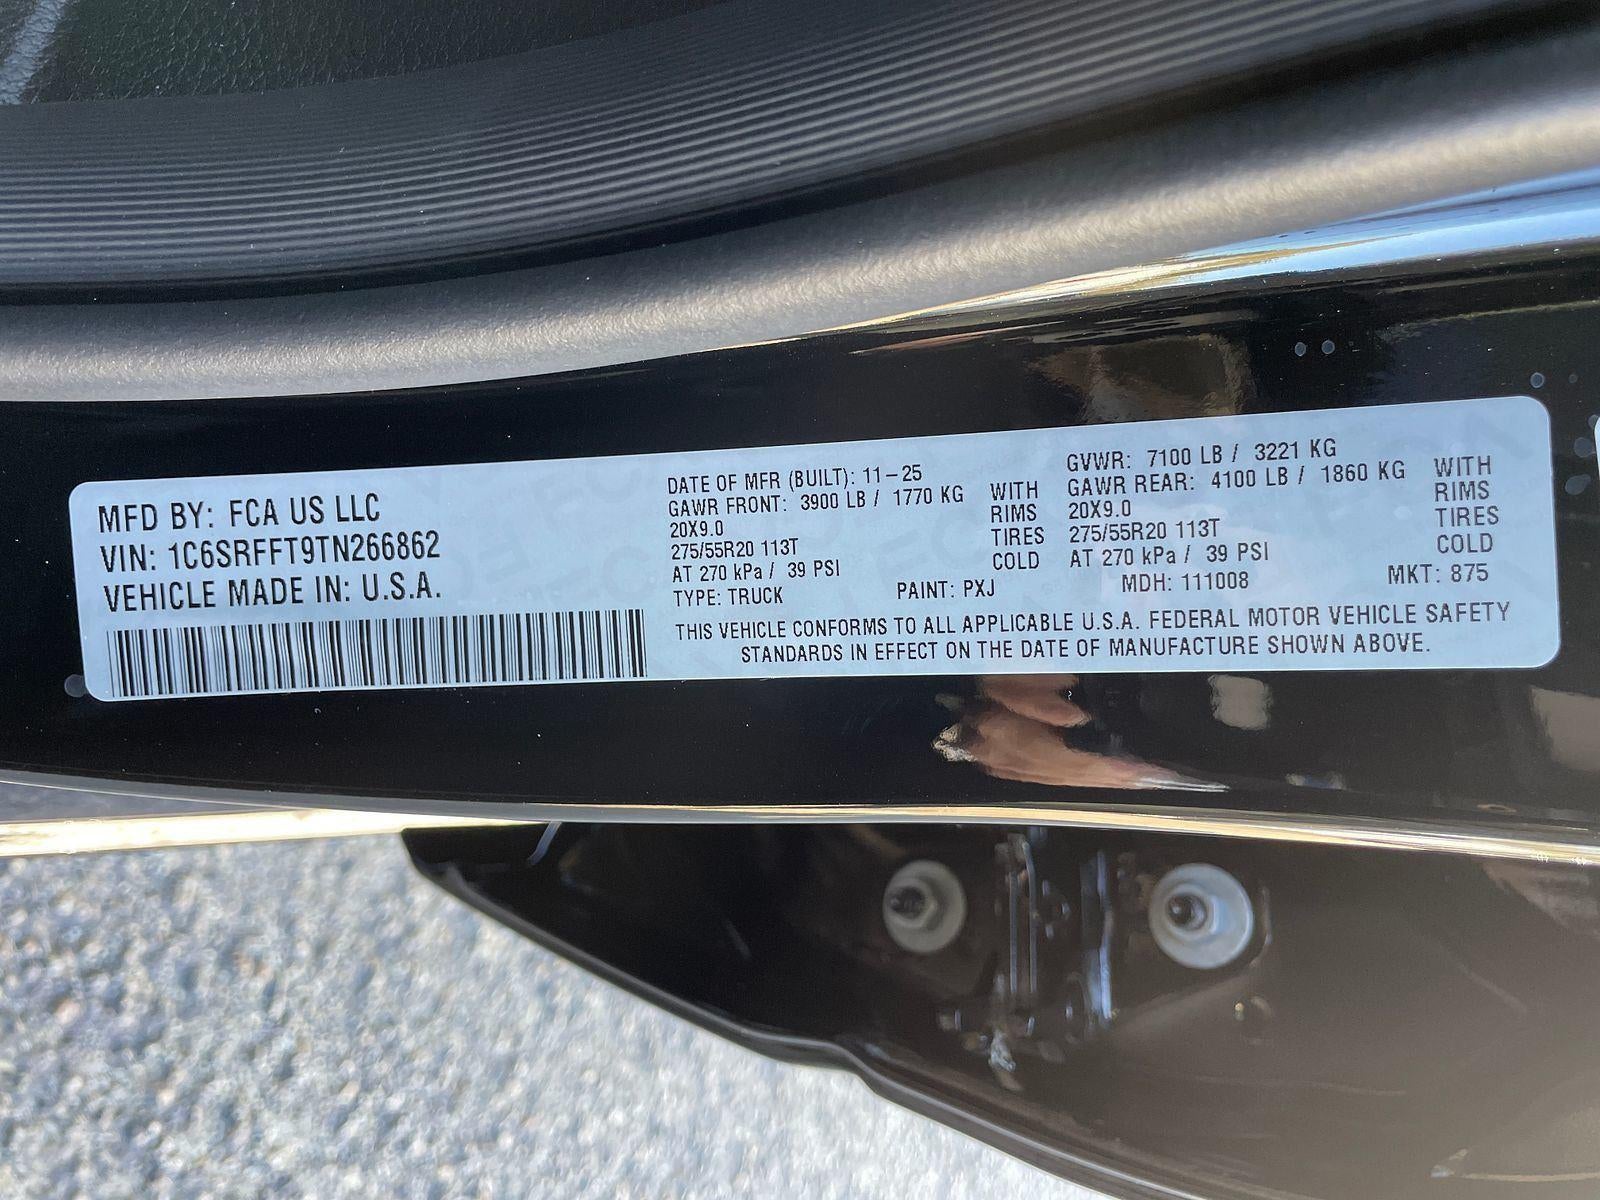 MFD BY: FCA US LLC
VIN: 1C6SRFFT9TN266862
VEHICLE MADE IN: U.S.A.
DATE OF MFR (BUILT): 11-25
GAWR FRONT: 3900 LB / 1770 KG WITH
20X9.0 RIMS
275/55R20 113T TIRES
AT 270 kPa / 39 PSI COLD
GVWR: 7100 LB / 3221 KG
GAWR REAR: 4100 LB / 1860 KG WITH
20X9.0 RIMS
275/55R20 113T TIRES
AT 270 kPa / 39 PSI COLD
TYPE: TRUCK PAINT: PXJ MDH: 111008 MKT: 875
THIS VEHICLE CONFORMS TO ALL APPLICABLE U.S.A. FEDERAL MOTOR VEHICLE SAFETY
STANDARDS IN EFFECT ON THE DATE OF MANUFACTURE SHOWN ABOVE.